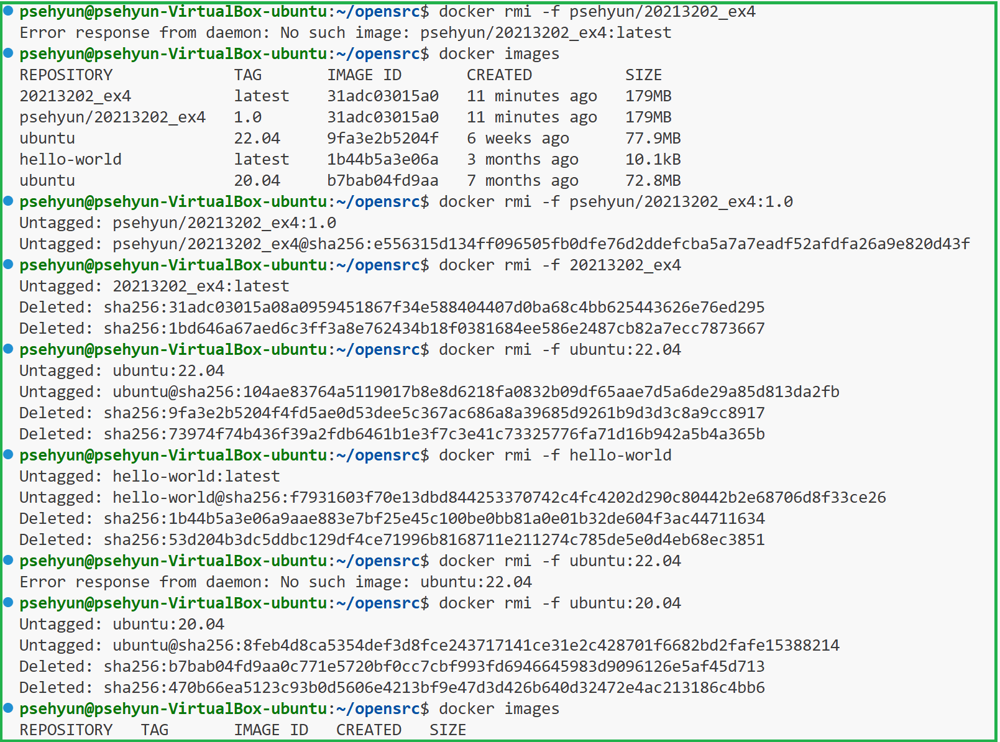 psehyun@psehyun-VirtualBox-ubuntu:~/opensrc$ docker rmi -f psehyun/20213202_ex4
Error response from daemon: No such image: psehyun/20213202_ex4:latest
psehyun@psehyun-VirtualBox-ubuntu:~/opensrc$ docker images
REPOSITORY             TAG       IMAGE ID       CREATED          SIZE
20213202_ex4           latest    31adc03015a0   11 minutes ago   179MB
psehyun/20213202_ex4   1.0       31adc03015a0   11 minutes ago   179MB
ubuntu                 22.04     9fa3e2b5204f   6 weeks ago      77.9MB
hello-world            latest    1b44b5a3e06a   3 months ago     10.1kB
ubuntu                 20.04     b7bab04fd9aa   7 months ago     72.8MB
psehyun@psehyun-VirtualBox-ubuntu:~/opensrc$ docker rmi -f psehyun/20213202_ex4:1.0
Untagged: psehyun/20213202_ex4:1.0
Untagged: psehyun/20213202_ex4@sha256:e556315d134ff096505fb0dfe76d2ddefcba5a7a7eadf52afdfa26a9e820d43f
psehyun@psehyun-VirtualBox-ubuntu:~/opensrc$ docker rmi -f 20213202_ex4
Untagged: 20213202_ex4:latest
Deleted: sha256:31adc03015a08a0959451867f34e588404407d0ba68c4bb625443626e76ed295
Deleted: sha256:1bd646a67aed6c3ff3a8e762434b18f0381684ee586e2487cb82a7ecc7873667
psehyun@psehyun-VirtualBox-ubuntu:~/opensrc$ docker rmi -f ubuntu:22.04
Untagged: ubuntu:22.04
Untagged: ubuntu@sha256:104ae83764a5119017b8e8d6218fa0832b09df65aae7d5a6de29a85d813da2fb
Deleted: sha256:9fa3e2b5204f4fd5ae0d53dee5c367ac686a8a39685d9261b9d3d3c8a9cc8917
Deleted: sha256:73974f74b436f39a2fdb6461b1e3f7c3e41c73325776fa71d16b942a5b4a365b
psehyun@psehyun-VirtualBox-ubuntu:~/opensrc$ docker rmi -f hello-world
Untagged: hello-world:latest
Untagged: hello-world@sha256:f7931603f70e13dbd844253370742c4fc4202d290c80442b2e68706d8f33ce26
Deleted: sha256:1b44b5a3e06a9aae883e7bf25e45c100be0bb81a0e01b32de604f3ac44711634
Deleted: sha256:53d204b3dc5ddbc129df4ce71996b8168711e211274c785de5e0d4eb68ec3851
psehyun@psehyun-VirtualBox-ubuntu:~/opensrc$ docker rmi -f ubuntu:22.04
Error response from daemon: No such image: ubuntu:22.04
psehyun@psehyun-VirtualBox-ubuntu:~/opensrc$ docker rmi -f ubuntu:20.04
Untagged: ubuntu:20.04
Untagged: ubuntu@sha256:8feb4d8ca5354def3d8fce243717141ce31e2c428701f6682bd2fafe15388214
Deleted: sha256:b7bab04fd9aa0c771e5720bf0cc7cbf993fd6946645983d9096126e5af45d713
Deleted: sha256:470b66ea5123c93b0d5606e4213bf9e47d3d426b640d32472e4ac213186c4bb6
psehyun@psehyun-VirtualBox-ubuntu:~/opensrc$ docker images
REPOSITORY   TAG       IMAGE ID   CREATED   SIZE